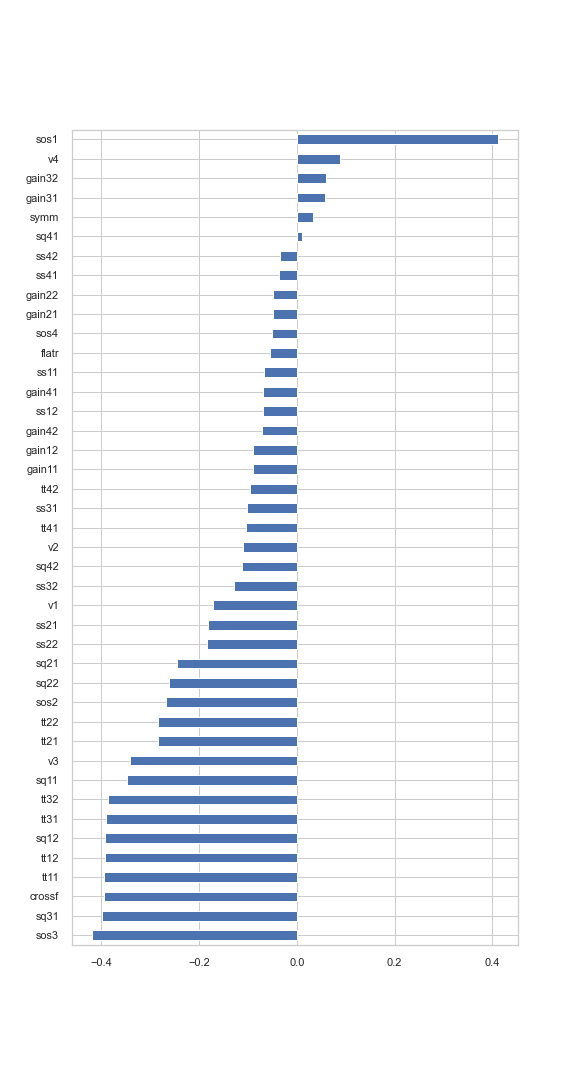 sos1
v4
gain32
gain31
symm
sq41
ss42
ss41
gain22
gain21
sos4
flatr
ss11
gain41
ss12
gain42
gain12
gain11
tt42
ss31
tt41
v2
sq42
ss32
v1
ss21
ss22
sq21
sq22
sos2
tt22
tt21
v3
sq11
tt32
tt31
sq12
tt12
tt11
crossf
sq31
sos3
−0.4 −0.2 0.0 0.2 0.4